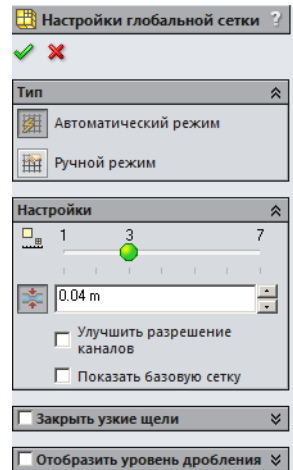 Настройки глобальной сетки ?
Тип
Автоматический режим
Ручной режим
Настройки
1 3 7
0.04 m
Улучшить разрешение
каналов
Показать базовую сетку
Закрыть узкие щели
Отобразить уровень дробления